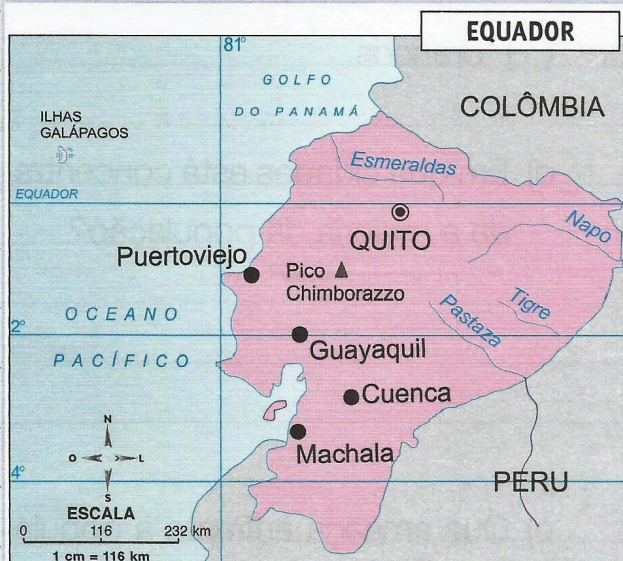 EQUADOR
81°
GOLFO
DO PANAMÁ
COLÔMBIA
ILHAS
GALÁPAGOS
Esmeraldas
EQUADOR
Napo
QUITO
Puertoviejo
Pico
Chimborazzo
Tigre
Pastaza
OCEANO
2°
PACÍFICO
Guayaquil
Cuenca
N
O L
S
Machala
4°
PERU
ESCALA
0 116 232 km
1 cm = 116 km